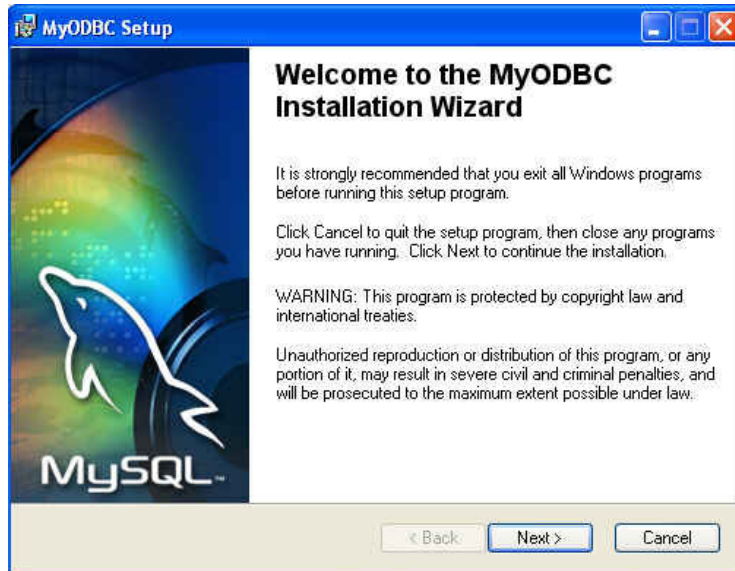 MyODBC Setup
Welcome to the MyODBC
Installation Wizard
It is strongly recommended that you exit all Windows programs
before running this setup program.
Click Cancel to quit the setup program, then close any programs
you have running. Click Next to continue the installation.
WARNING: This program is protected by copyright law and
international treaties.
Unauthorized reproduction or distribution of this program, or any
portion of it, may result in severe civil and criminal penalties, and
will be prosecuted to the maximum extent possible under law.
MySQL™
< Back
Next >
Cancel